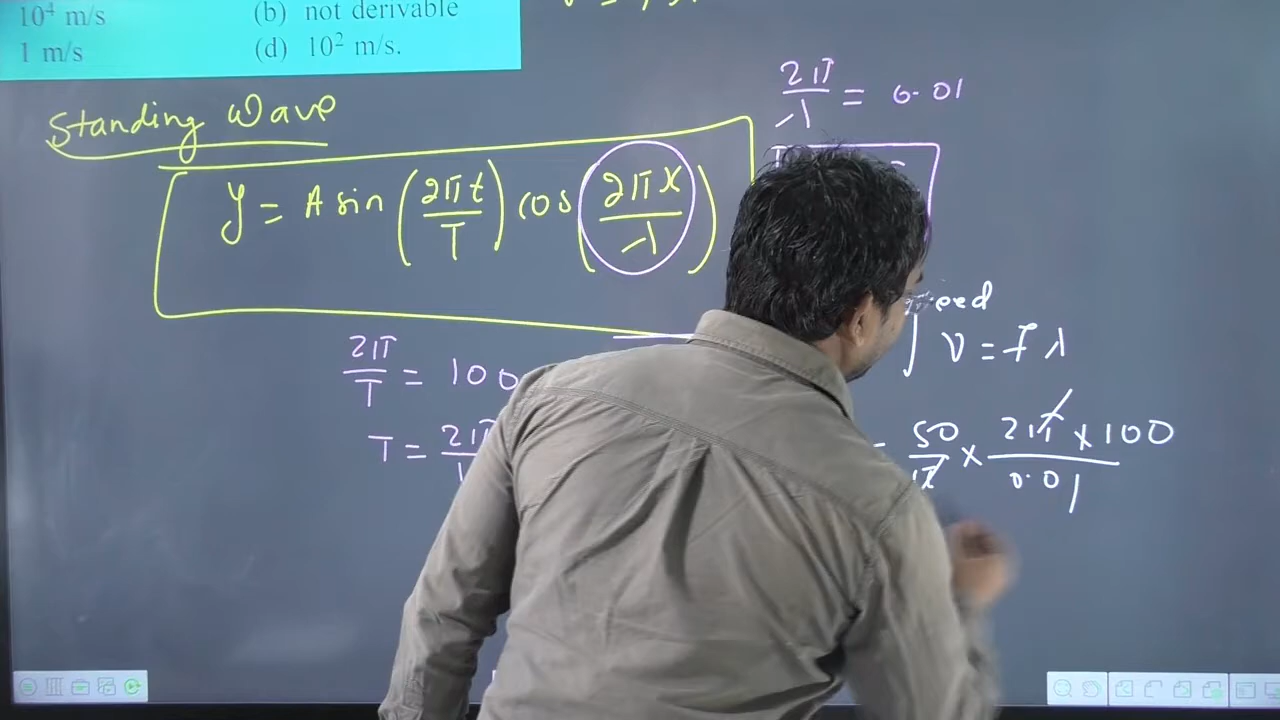 10⁴ m/s (b) not derivable
1 m/s (d) 10² m/s.
Standing Wave
y = A sin (2πt/T) cos (2πx/λ)
2π/λ = 0.01
2π/T = 100
T = 2π
V = fλ
50/π × 2π × 100/0.01